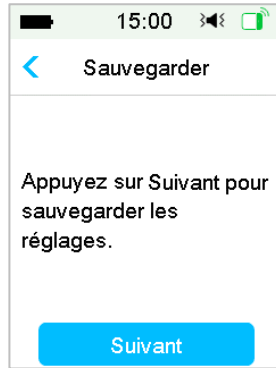 15:00
Sauvegarder
Appuyez sur Suivant pour
sauvegarder les
réglages.
Suivant